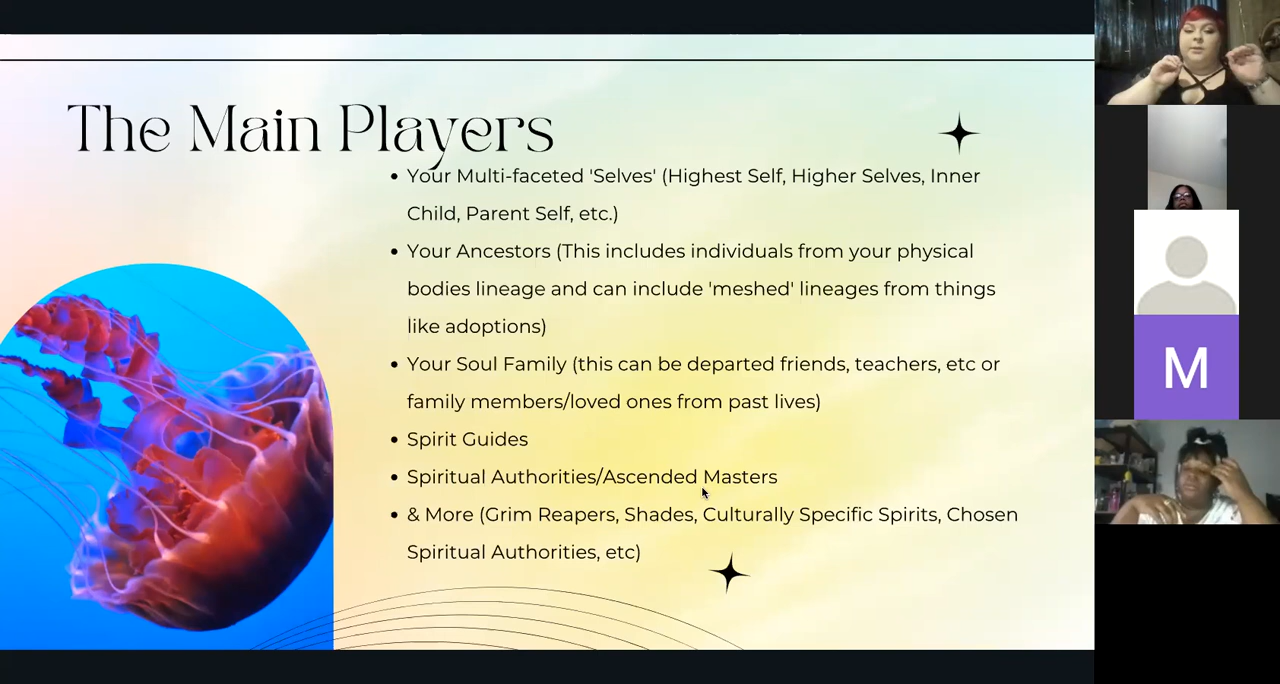 The Main Players
• Your Multi-faceted 'Selves' (Highest Self, Higher Selves, Inner
Child, Parent Self, etc.)
• Your Ancestors (This includes individuals from your physical
bodies lineage and can include 'meshed' lineages from things
like adoptions)
• Your Soul Family (this can be departed friends, teachers, etc or
family members/loved ones from past lives)
• Spirit Guides
• Spiritual Authorities/Ascended Masters
• & More (Grim Reapers, Shades, Culturally Specific Spirits, Chosen
Spiritual Authorities, etc)
M